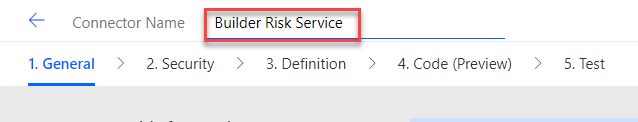 Connector Name Builder Risk Service
1. General > 2. Security > 3. Definition > 4. Code (Preview) > 5. Test